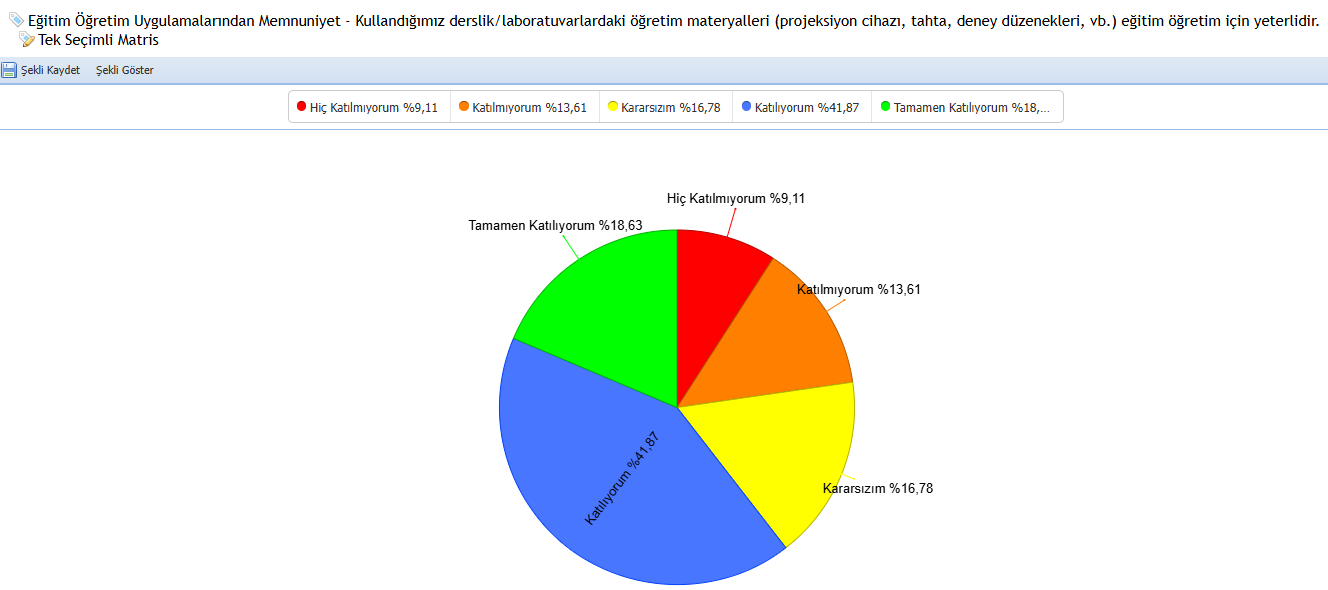 Eğitim Öğretim Uygulamalarından Memnuniyet - Kullandığımız derslik/laboratuvarlardaki öğretim materyalleri (projeksiyon cihazı, tahta, deney düzenekleri, vb.) eğitim öğretim için yeterlidir.
Tek Seçimli Matris
Şekli Kaydet Şekli Göster
Hiç Katılmıyorum %9,11 Katılmıyorum %13,61 Kararsızım %16,78 Katılıyorum %41,87 Tamamen Katılıyorum %18,...
Hiç Katılmıyorum %9,11
Tamamen Katılıyorum %18,63
Katılmıyorum %13,61
Katılıyorum %41,87
Kararsızım %16,78